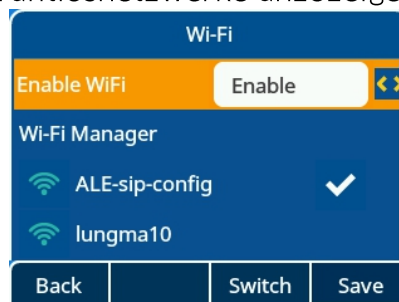 Wi-Fi
Enable WiFi Enable
Wi-Fi Manager
ALE-sip-config
lungma10
Back Switch Save